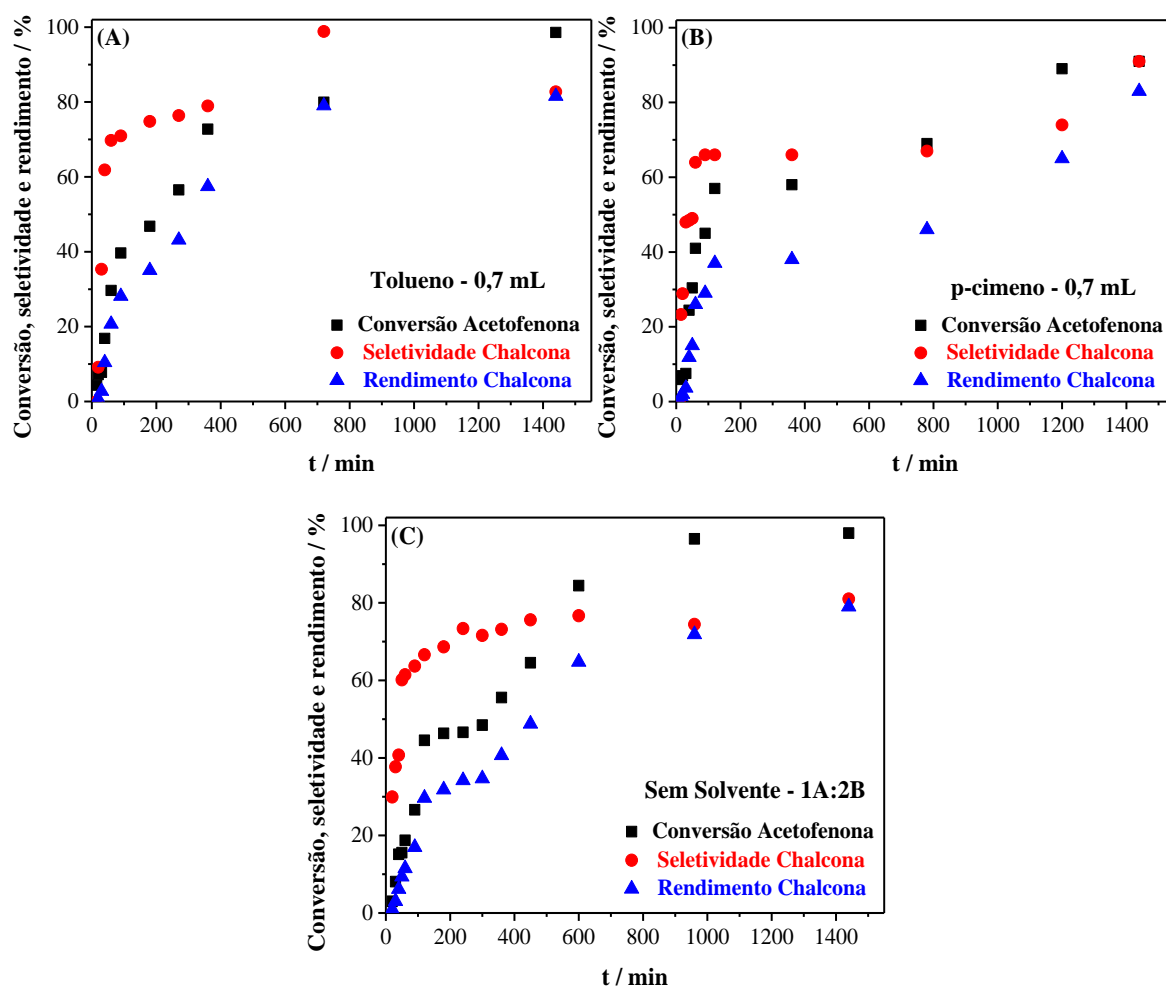 (A)
Conversão, seletividade e rendimento / %
100
80
60
40
20
0
Tolueno - 0,7 mL
Conversão Acetofenona
Seletividade Chalcona
Rendimento Chalcona
0 200 400 600 800 1000 1200 1400
t / min
(B)
Conversão, seletividade e rendimento / %
100
80
60
40
20
0
p-cimeno - 0,7 mL
Conversão Acetofenona
Seletividade Chalcona
Rendimento Chalcona
0 200 400 600 800 1000 1200 1400
t / min
(C)
Conversão, seletividade e rendimento / %
100
80
60
40
20
0
Sem Solvente - 1A:2B
Conversão Acetofenona
Seletividade Chalcona
Rendimento Chalcona
0 200 400 600 800 1000 1200 1400
t / min